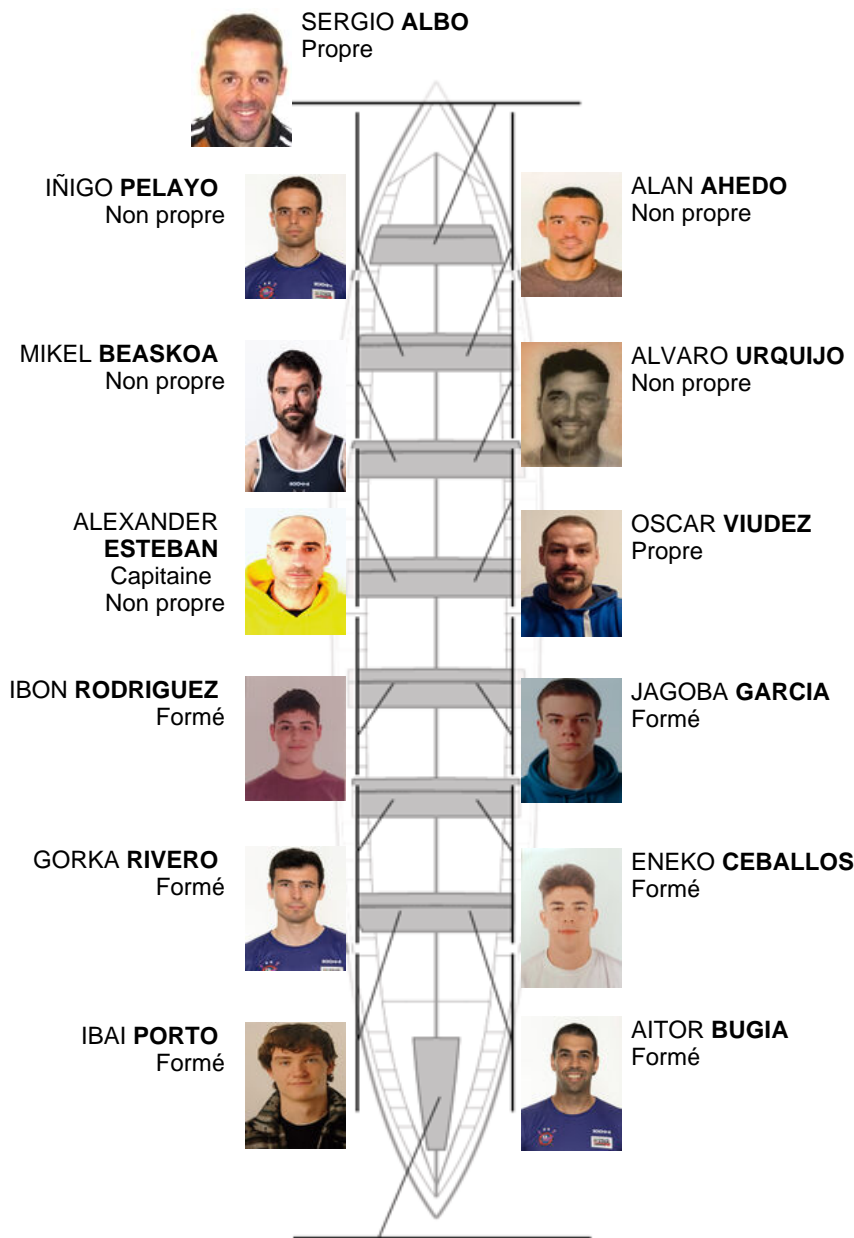 SERGIO ALBO
Propre
IÑIGO PELAYO
Non propre
ALAN AHEDO
Non propre
MIKEL BEASKOA
Non propre
ALVARO URQUIJO
Non propre
ALEXANDER
ESTEBAN
Capitaine
Non propre
OSCAR VIUDEZ
Propre
IBON RODRIGUEZ
Formé
JAGOBA GARCIA
Formé
GORKA RIVERO
Formé
ENEKO CEBALLOS
Formé
IBAI PORTO
Formé
AITOR BUGIA
Formé